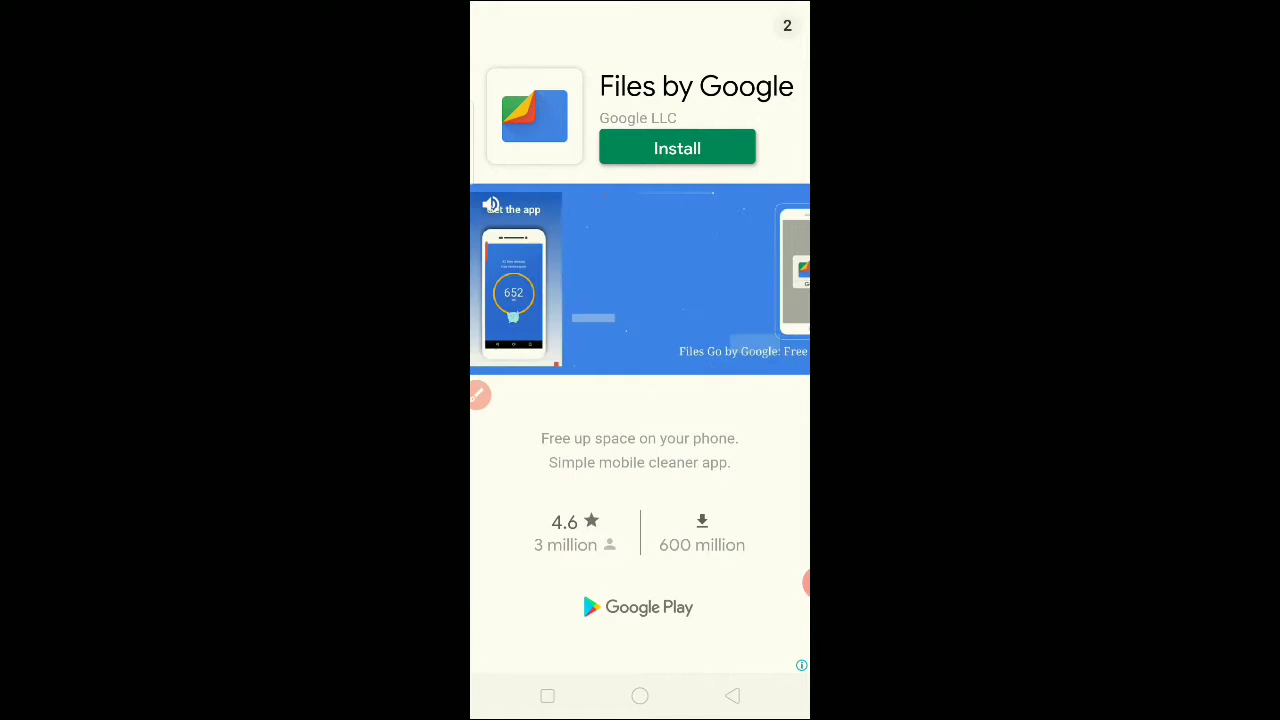 2
Files by Google
Google LLC
Install
Get the app
652
Files Go by Google: Free
Free up space on your phone.
Simple mobile cleaner app.
4.6
3 million
600 million
Google Play